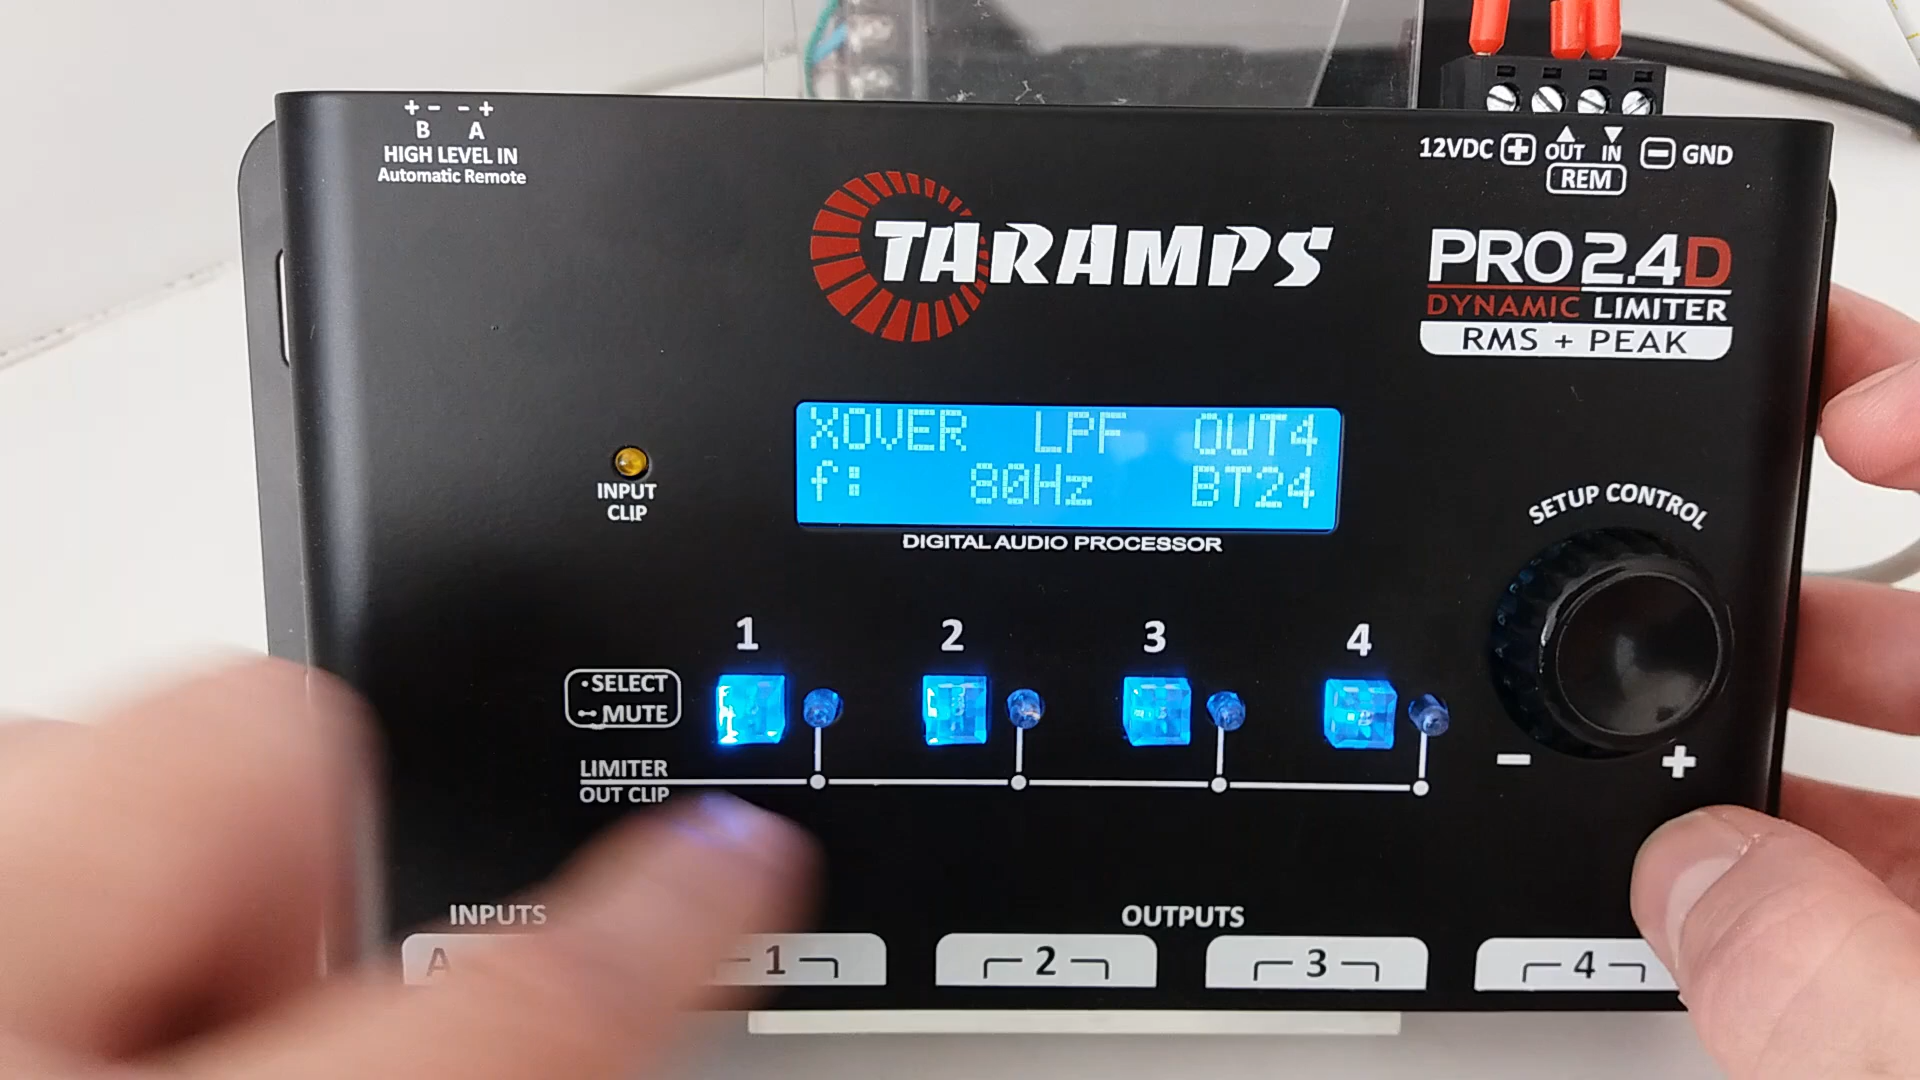 + - - +
B A
HIGH LEVEL IN
Automatic Remote
12VDC + OUT IN - GND
REM
TARAMPS
PRO 2.4D
DYNAMIC LIMITER
RMS + PEAK
XOVER LPF OUT4
f: 80Hz BT24
INPUT
CLIP
DIGITAL AUDIO PROCESSOR
SETUP CONTROL
1 2 3 4
SELECT
MUTE
- +
LIMITER
OUT CLIP
INPUTS
OUTPUTS
A 1 2 3 4